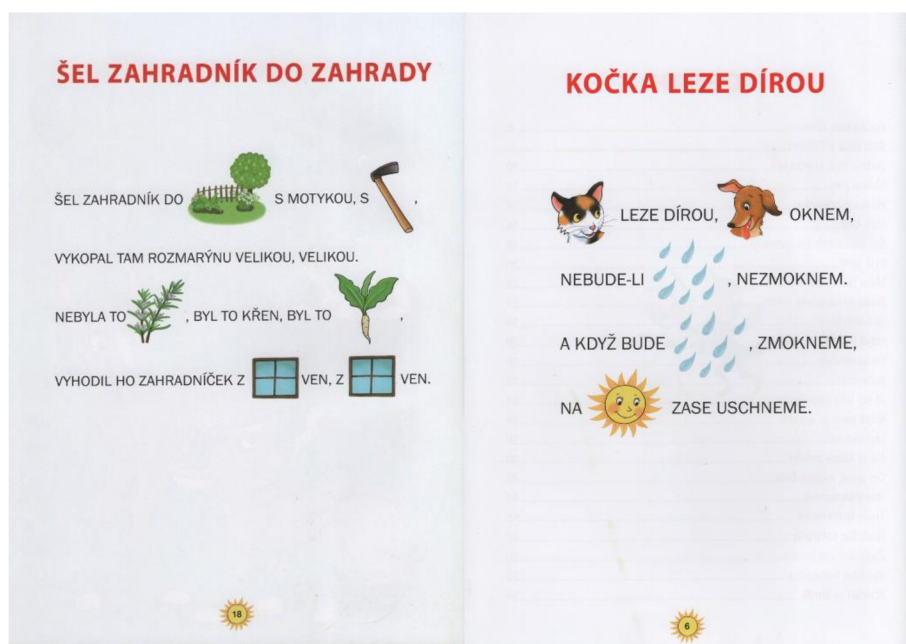 ŠEL ZAHRADNÍK DO ZAHRADY
ŠEL ZAHRADNÍK DO S MOTYKOU, S ,
VYKOPAL TAM ROZMARÝNU VELIKOU, VELIKOU.
NEBYLA TO , BYL TO KŘEN, BYL TO ,
VYHODIL HO ZAHRADNÍČEK Z VEN, Z VEN.
18
KOČKA LEZE DÍROU
LEZE DÍROU, OKNEM,
NEBUDE-LI , NEZMOKNEM.
A KDYŽ BUDE , ZMOKNEME,
NA ZASE USCHNEME.
6